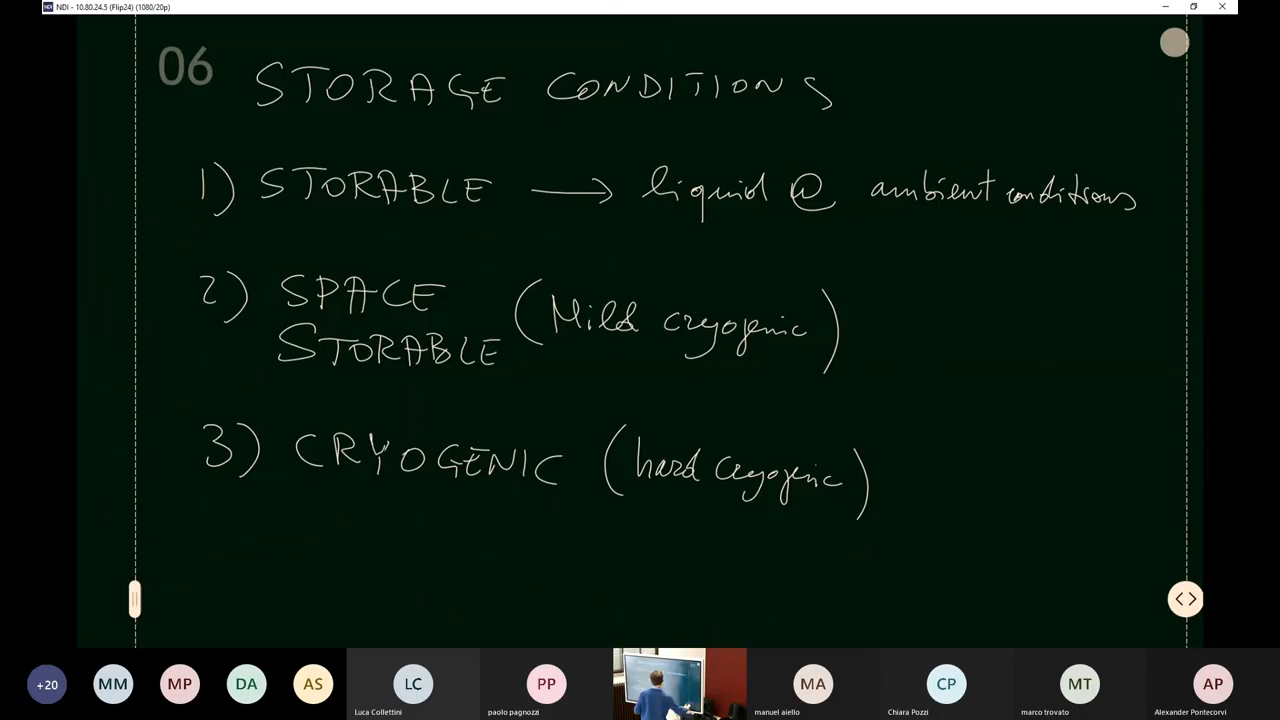 NDI - 10.80.24.5 (Flip24) (1080/20p)
06
STORAGE CONDITIONS
1) STORABLE → liquid @ ambient conditions
2) SPACE STORABLE (Mild cryogenic)
3) CRYOGENIC (hard cryogenic)
+20
MM
MP
DA
AS
LC
PP
MA
CP
MT
AP
Luca Collettini
paolo pagnozzi
manuel aiello
Chiara Pozzi
marco trovato
Alexander Pontecorvi